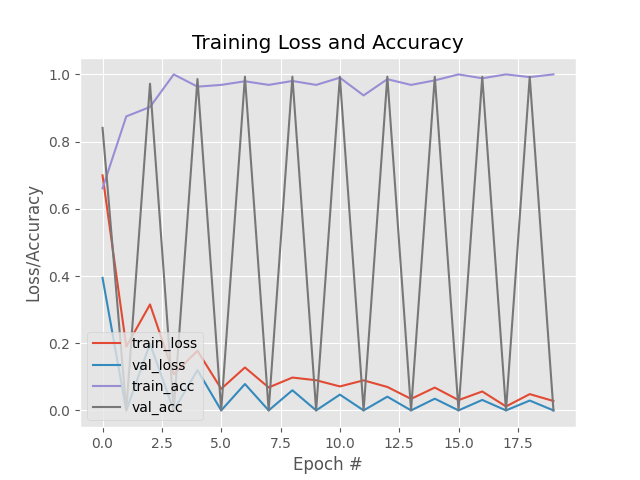 Training Loss and Accuracy
Loss/Accuracy
1.0
0.8
0.6
0.4
0.2
0.0
train_loss
val_loss
train_acc
val_acc
0.0 2.5 5.0 7.5 10.0 12.5 15.0 17.5
Epoch #